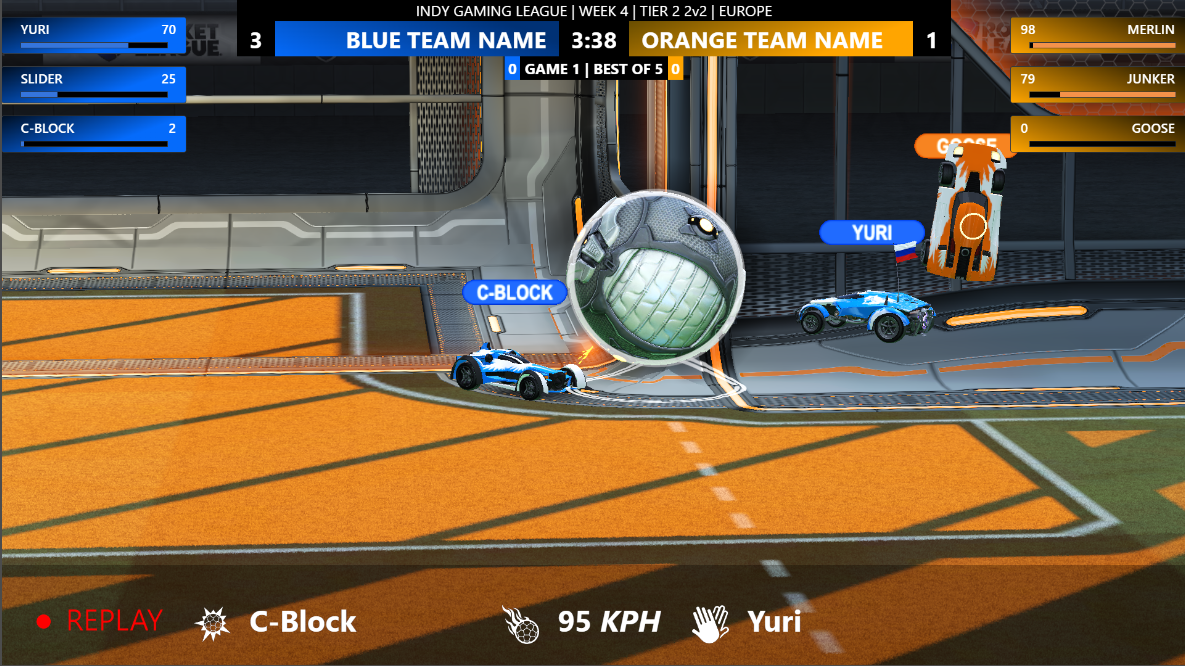 INDY GAMING LEAGUE | WEEK 4 | TIER 2 2v2 | EUROPE
3 BLUE TEAM NAME 3:38 ORANGE TEAM NAME 1
0 GAME 1 | BEST OF 5 0
YURI 70
SLIDER 25
C-BLOCK 2
98 MERLIN
79 JUNKER
0 GOOSE
GOOSE
YURI
C-BLOCK
REPLAY C-Block 95 KPH Yuri